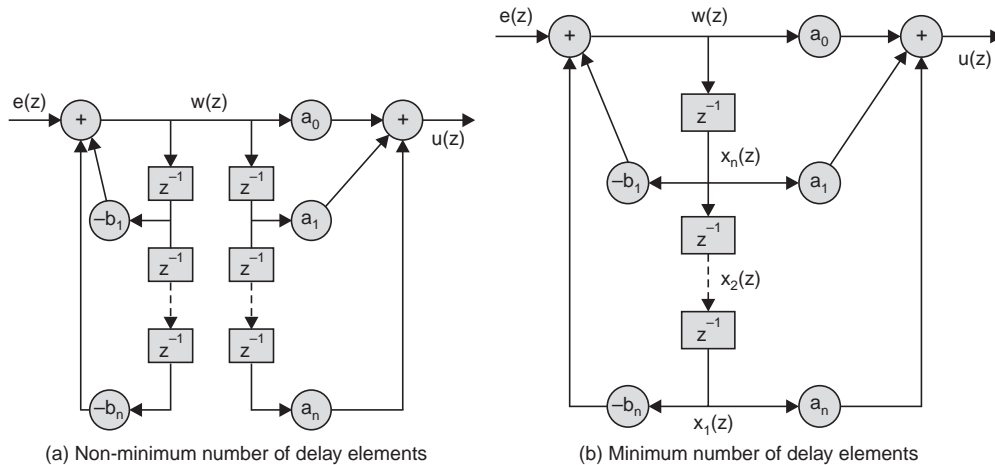 e(z)
+
w(z)
a₀
+
u(z)
z⁻¹
z⁻¹
–b₁
a₁
z⁻¹
z⁻¹
z⁻¹
z⁻¹
–bₙ
aₙ
(a) Non-minimum number of delay elements
e(z)
+
w(z)
a₀
+
u(z)
z⁻¹
xₙ(z)
–b₁
a₁
z⁻¹
x₂(z)
z⁻¹
–bₙ
x₁(z)
aₙ
(b) Minimum number of delay elements